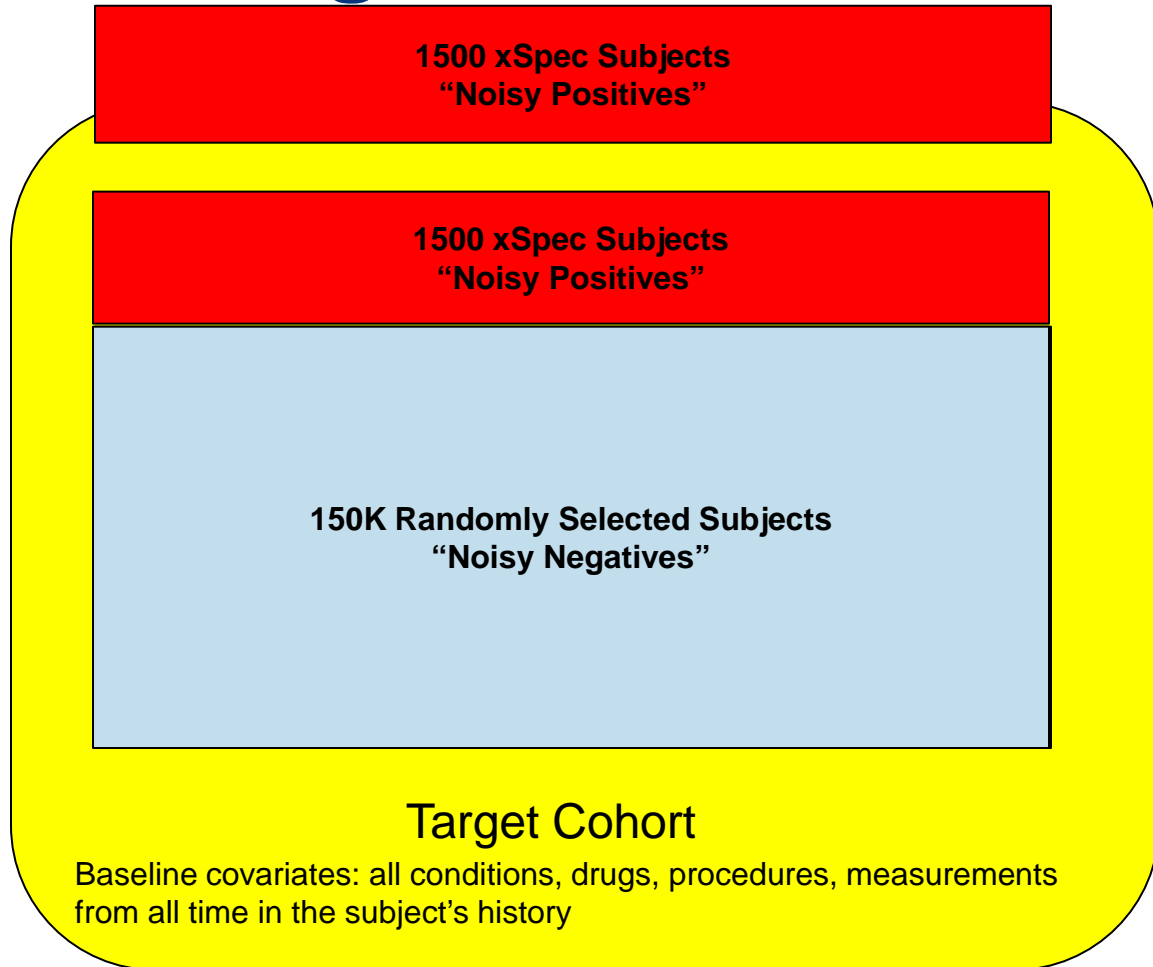 1500 xSpec Subjects
“Noisy Positives”
1500 xSpec Subjects
“Noisy Positives”
150K Randomly Selected Subjects
“Noisy Negatives”
Target Cohort
Baseline covariates: all conditions, drugs, procedures, measurements
from all time in the subject’s history